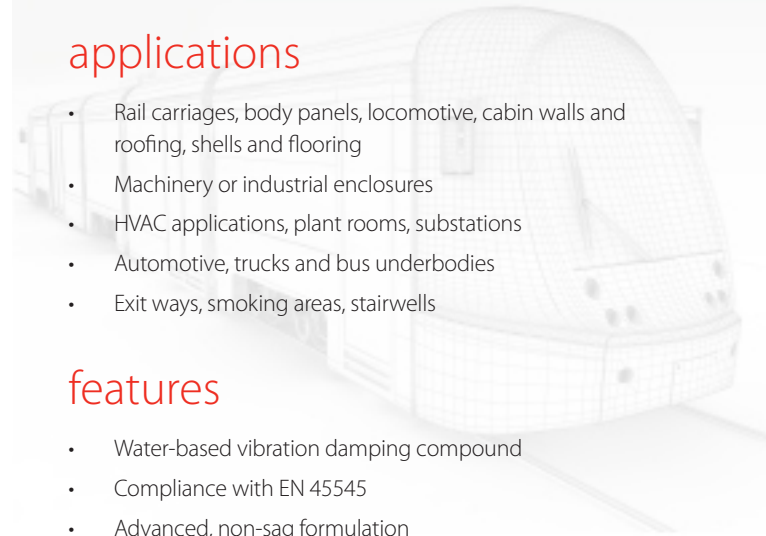 applications
• Rail carriages, body panels, locomotive, cabin walls and
roofing, shells and flooring
• Machinery or industrial enclosures
• HVAC applications, plant rooms, substations
• Automotive, trucks and bus underbodies
• Exit ways, smoking areas, stairwells
features
• Water-based vibration damping compound
• Compliance with EN 45545
• Advanced, non-sag formulation